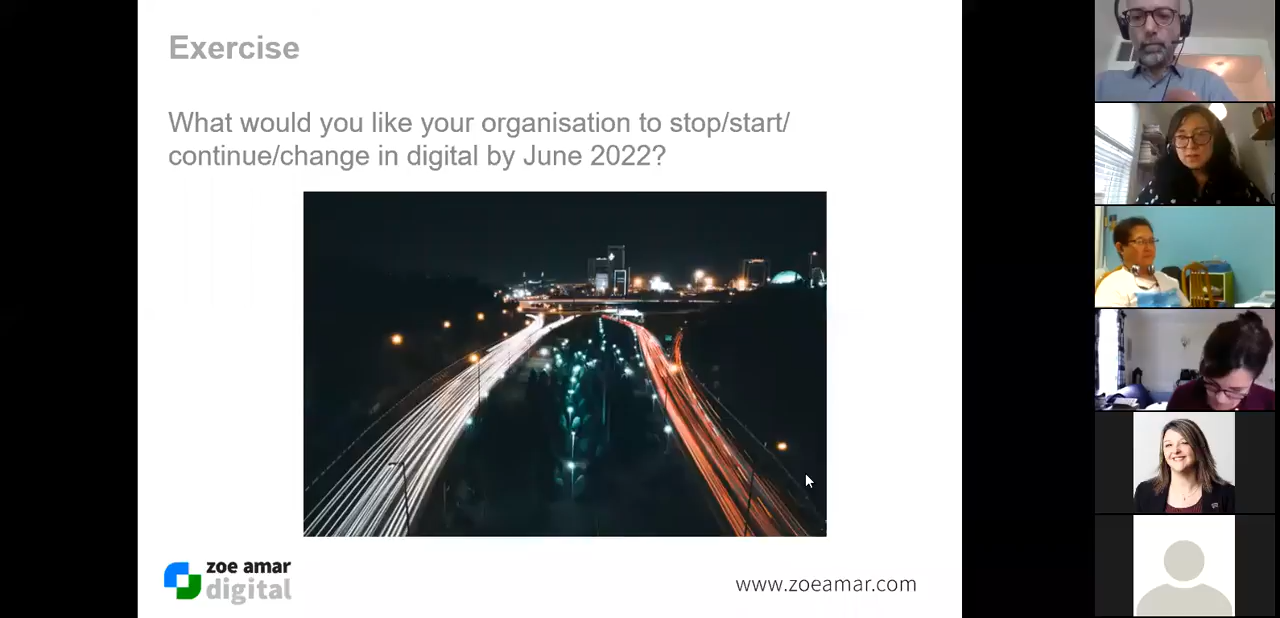 Exercise
What would you like your organisation to stop/start/
continue/change in digital by June 2022?
zoe amar
digital
www.zoeamar.com